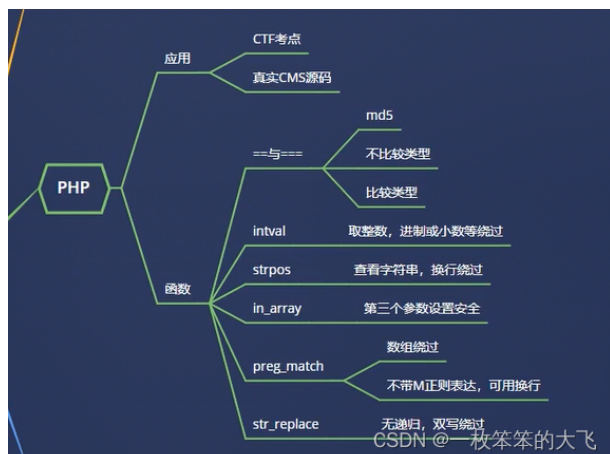 PHP
应用
CTF考点
真实CMS源码
函数
==与===
md5
不比较类型
比较类型
intval
取整数，进制或小数等绕过
strpos
查看字符串，换行绕过
in_array
第三个参数设置安全
preg_match
数组绕过
不带M正则表达，可用换行
str_replace
无递归，双写绕过
CSDN @一枚笨笨的大飞